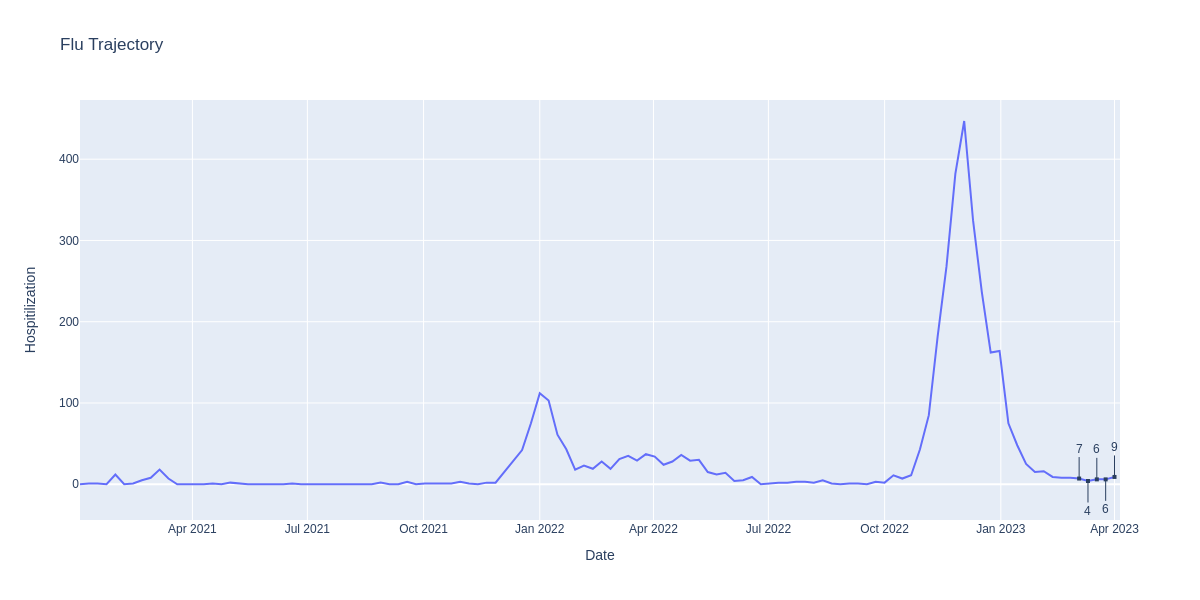 Flu Trajectory
Hospitilization
400
300
200
100
0
7
6
9
4
6
Apr 2021
Jul 2021
Oct 2021
Jan 2022
Apr 2022
Jul 2022
Oct 2022
Jan 2023
Apr 2023
Date